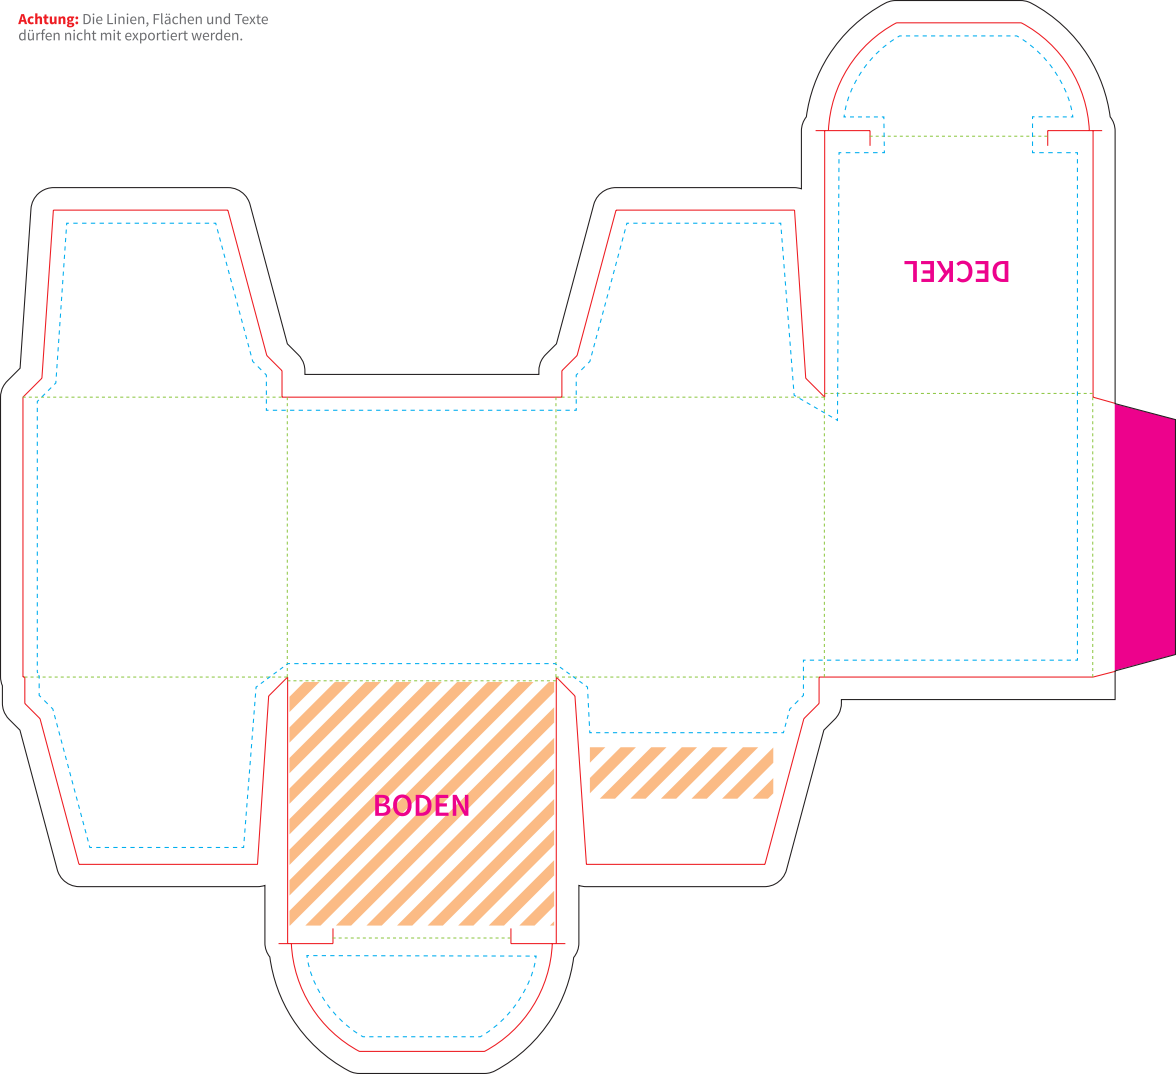 Achtung: Die Linien, Flächen und Texte
dürfen nicht mit exportiert werden.
DECKEL
BODEN